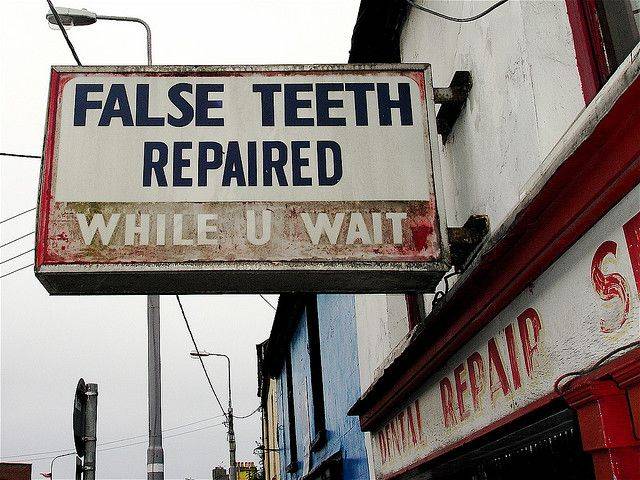 FALSE TEETH
REPAIRED
WHILE U WAIT
DENTAL REPAIR